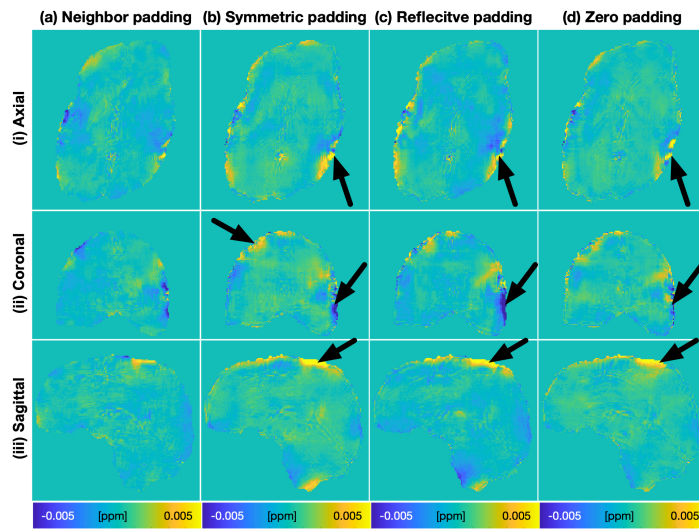 (a) Neighbor padding (b) Symmetric padding (c) Reflecitve padding (d) Zero padding
(i) Axial
(ii) Coronal
(iii) Sagittal
-0.005 [ppm] 0.005 -0.005 [ppm] 0.005 -0.005 [ppm] 0.005 -0.005 [ppm] 0.005